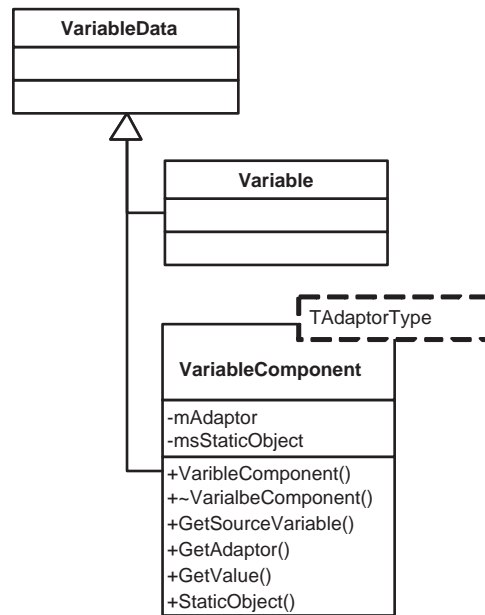 VariableData
Variable
TAdaptorType
VariableComponent
-mAdaptor
-msStaticObject
+VaribleComponent()
+~VarialbeComponent()
+GetSourceVariable()
+GetAdaptor()
+GetValue()
+StaticObject()